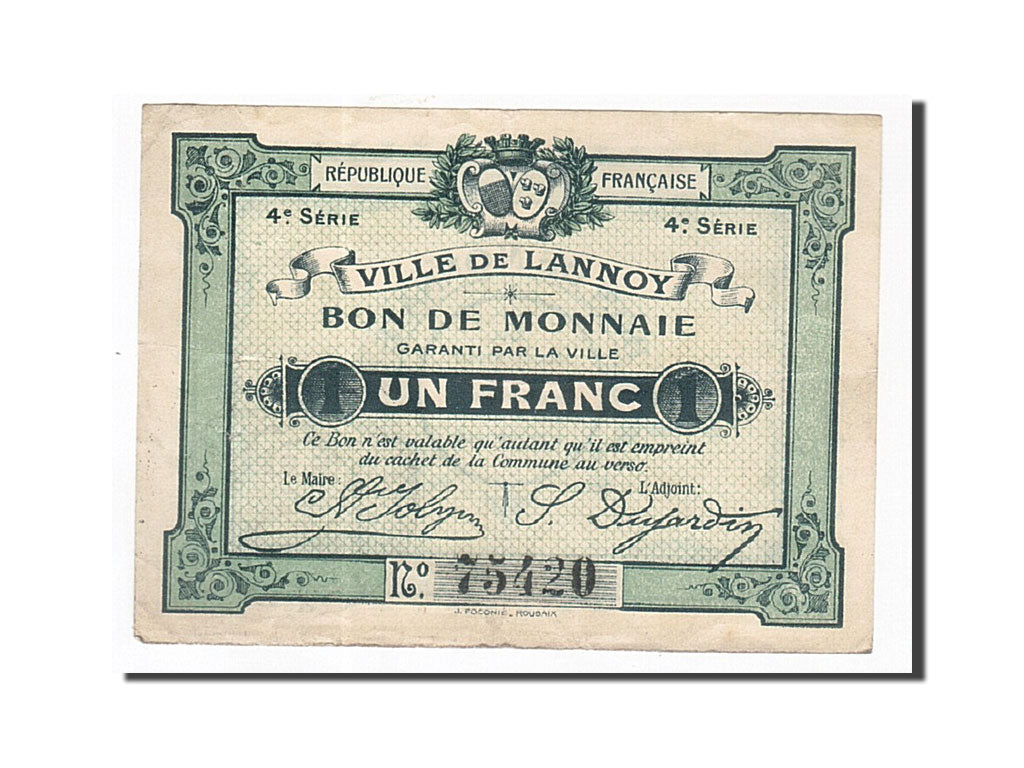 RÉPUBLIQUE FRANÇAISE
4e. SÉRIE 4e. SÉRIE
VILLE DE LANNOY
BON DE MONNAIE
GARANTI PAR LA VILLE
1 UN FRANC 1
Ce Bon n'est valable qu'autant qu'il est empreint
du cachet de la Commune au verso.
Le Maire: L'Adjoint:
S. Dujardin
No. 75420
ROUBAIX